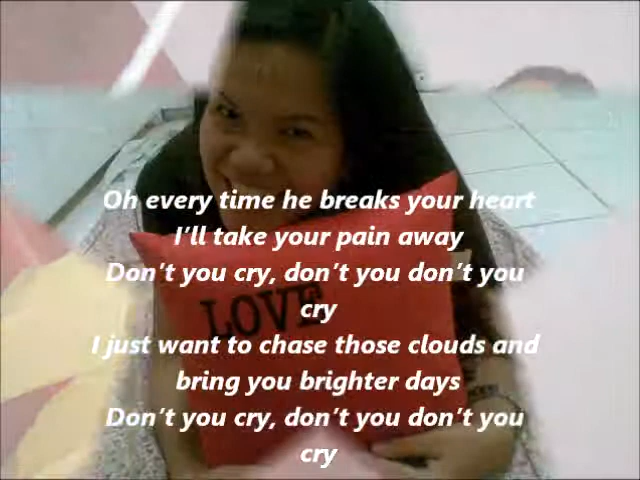 Oh every time he breaks your heart
I'll take your pain away
Don't you cry, don't you don't you
cry
LOVE
I just want to chase those clouds and
bring you brighter days
Don't you cry, don't you don't you
cry